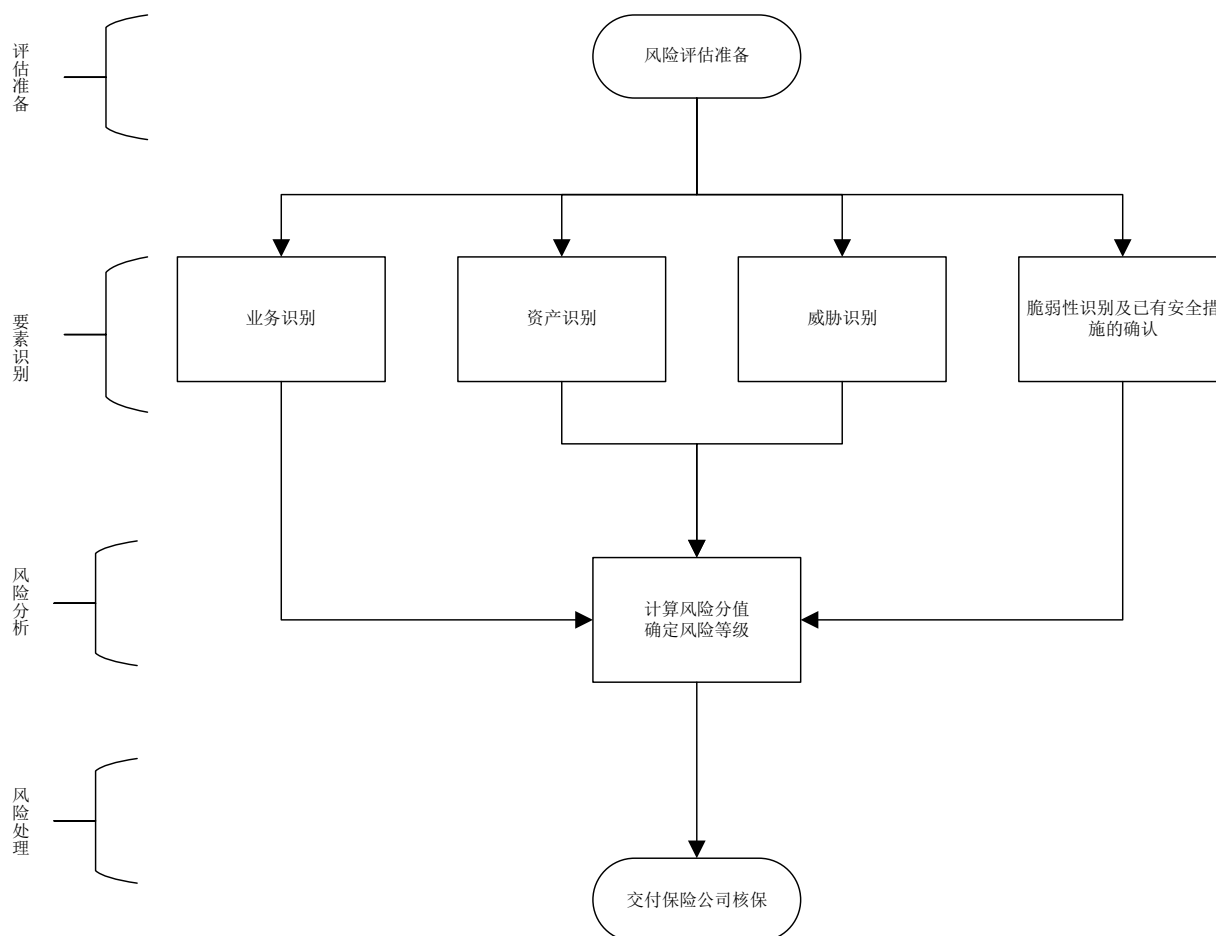 评估准备
风险评估准备
要素识别
业务识别
资产识别
威胁识别
脆弱性识别及已有安全措
施的确认
风险分析
计算风险分值
确定风险等级
风险处理
交付保险公司核保